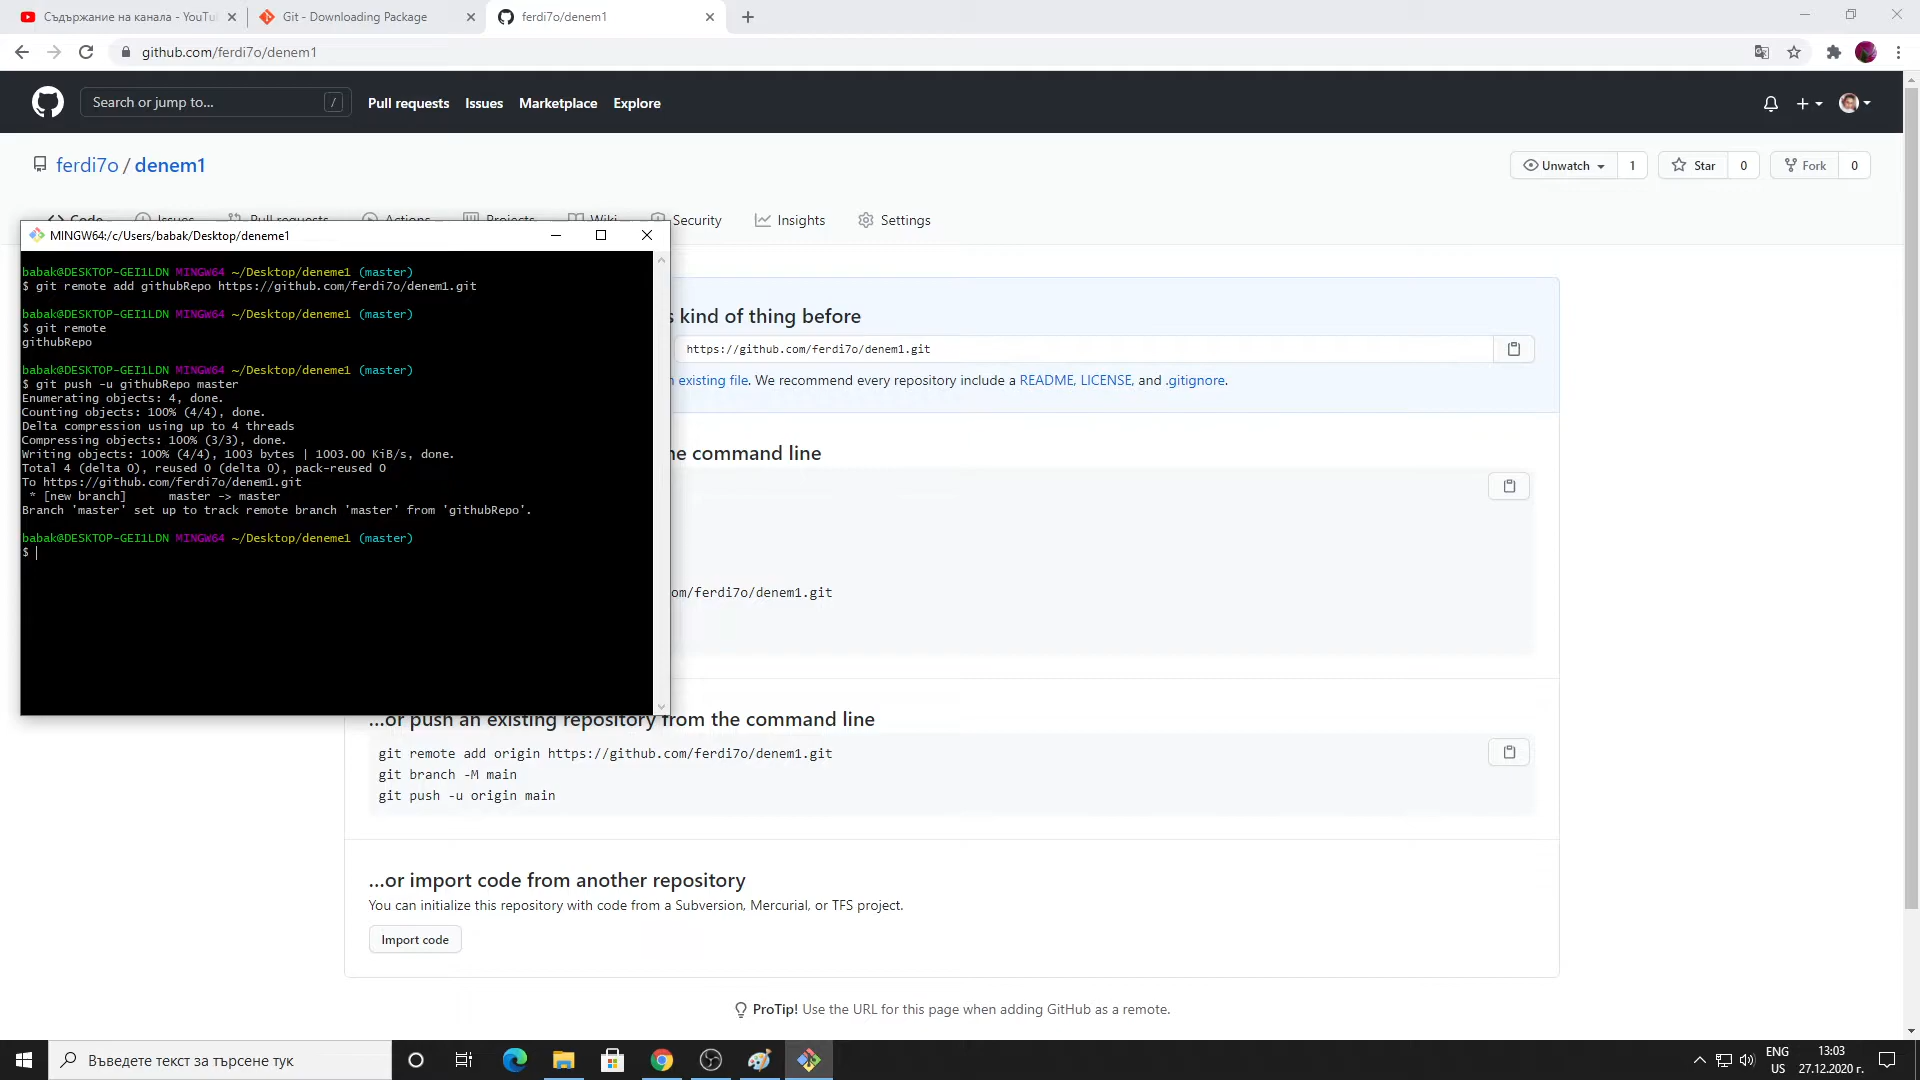 Съдържание на канала - YouTu
Git - Downloading Package
ferdi7o/denem1
github.com/ferdi7o/denem1
Search or jump to...
/
Pull requests
Issues
Marketplace
Explore
ferdi7o / denem1
Unwatch
1
Star
0
Fork
0
Code
Issues
Pull requests
Actions
Projects
Wiki
Security
Insights
Settings
MINGW64:/c/Users/babak/Desktop/deneme1
babak@DESKTOP-GEI1LDN MINGW64 ~/Desktop/deneme1 (master)
$ git remote add githubRepo https://github.com/ferdi7o/denem1.git
babak@DESKTOP-GEI1LDN MINGW64 ~/Desktop/deneme1 (master)
$ git remote
githubRepo
babak@DESKTOP-GEI1LDN MINGW64 ~/Desktop/deneme1 (master)
$ git push -u githubRepo master
Enumerating objects: 4, done.
Counting objects: 100% (4/4), done.
Delta compression using up to 4 threads
Compressing objects: 100% (3/3), done.
Writing objects: 100% (4/4), 1003 bytes | 1003.00 KiB/s, done.
Total 4 (delta 0), reused 0 (delta 0), pack-reused 0
To https://github.com/ferdi7o/denem1.git
* [new branch]      master -> master
Branch 'master' set up to track remote branch 'master' from 'githubRepo'.
babak@DESKTOP-GEI1LDN MINGW64 ~/Desktop/deneme1 (master)
$
s kind of thing before
https://github.com/ferdi7o/denem1.git
existing file. We recommend every repository include a README, LICENSE, and .gitignore.
he command line
om/ferdi7o/denem1.git
...or push an existing repository from the command line
git remote add origin https://github.com/ferdi7o/denem1.git
git branch -M main
git push -u origin main
...or import code from another repository
You can initialize this repository with code from a Subversion, Mercurial, or TFS project.
Import code
ProTip! Use the URL for this page when adding GitHub as a remote.
Въведете текст за търсене тук
ENG
US
13:03
27.12.2020 г.